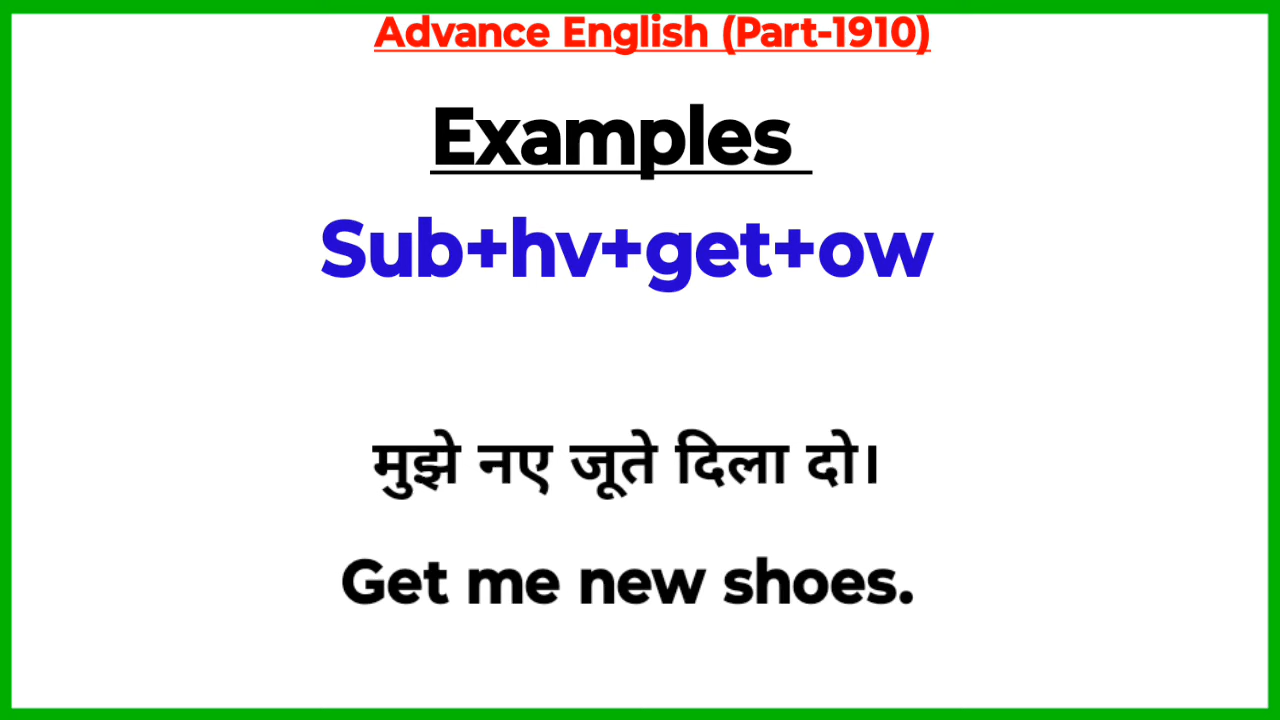 Advance English (Part-1910)
Examples
Sub+hv+get+ow
मुझे नए जूते दिला दो।
Get me new shoes.